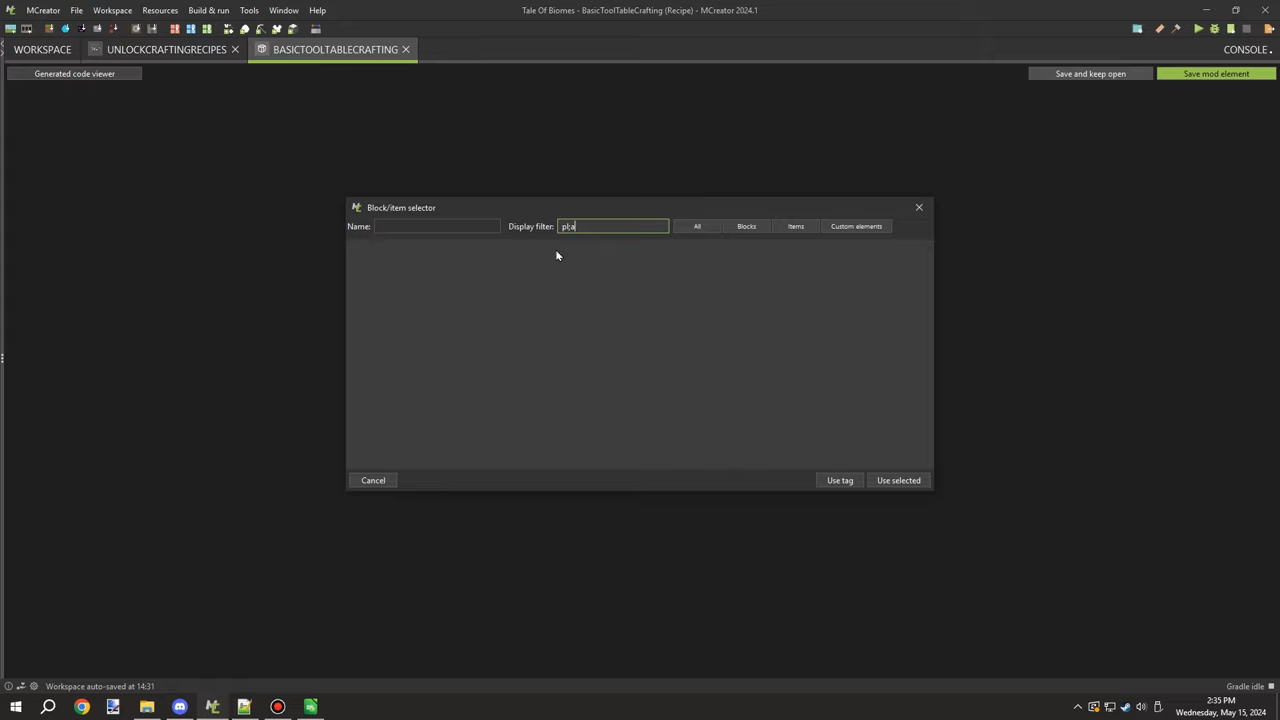 MCreator File Workspace Resources Build & run Tools Window Help Tale Of Biomes - BasicToolTableCrafting (Recipe) - MCreator 2024.1
WORKSPACE UNLOCKCRAFTINGRECIPES BASICTOOLTABLECRAFTING CONSOLE
Generated code viewer Save and keep open Save mod element
Block/item selector
Name: Display filter: pl;a All Blocks Items Custom elements
Cancel Use tag Use selected
Workspace auto-saved at 14:31 Gradle idle
2:35 PM
Wednesday, May 15, 2024